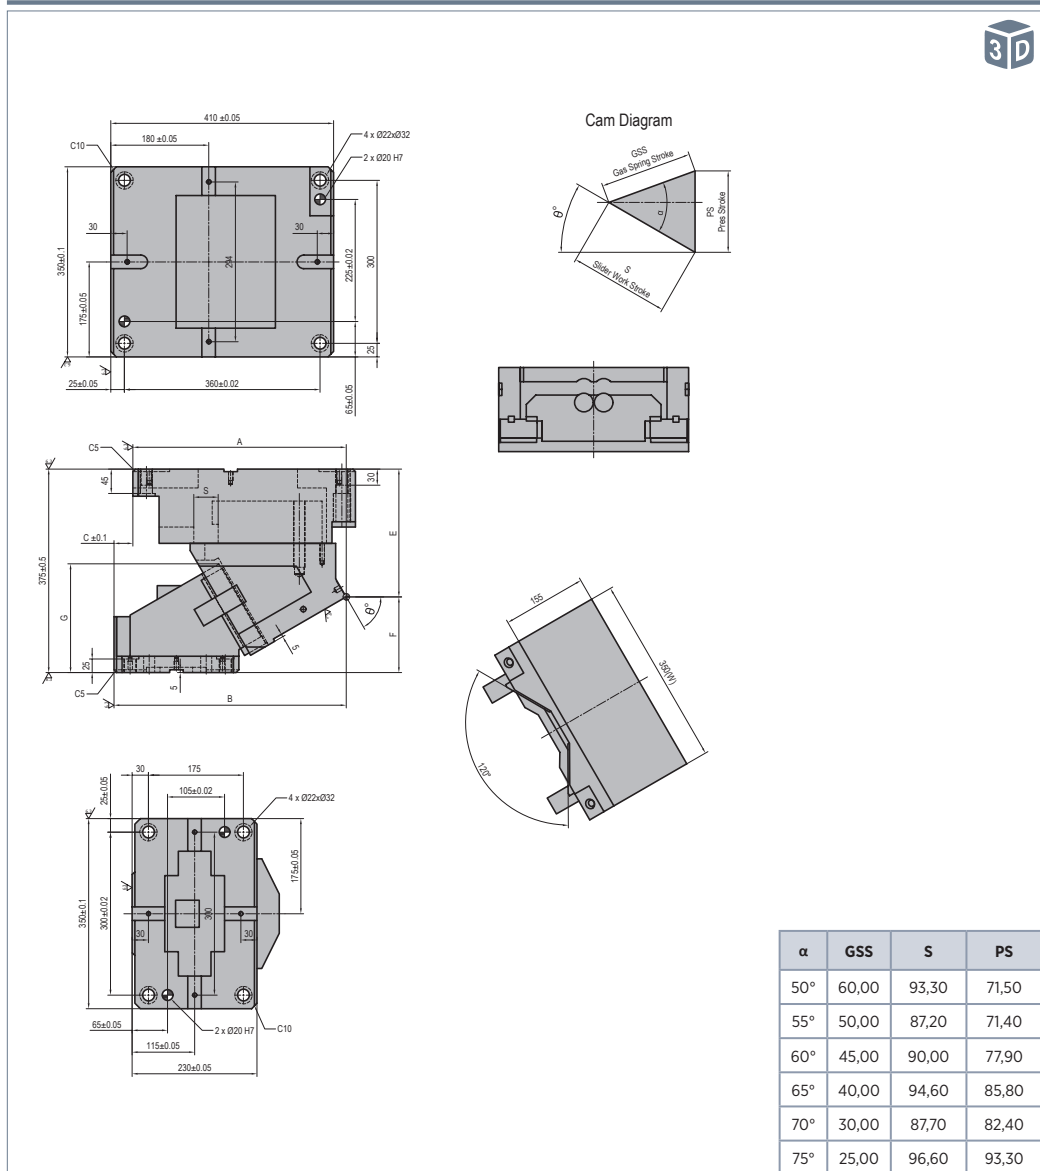 3D
410 ±0.05
180 ±0.05
C10
4 x Ø22xØ32
2 x Ø20 H7
30
30
350±0.1
175±0.05
294
225±0.02
300
25
25±0.05
360±0.02
65±0.05
Cam Diagram
GSS
Gas Spring Stroke
θ°
α
PS
Pres Stroke
S
Slider Work Stroke
A
C5
45
S
30
C ±0.1
375±0.5
E
G
θ°
F
5
25
C5
5
B
155
350(W)
120°
30
175
25±0.05
105±0.02
4 x Ø22xØ32
175±0.05
350±0.1
300±0.02
300
30
30
65±0.05
2 x Ø20 H7
C10
115±0.05
230±0.05
α GSS S PS
50° 60,00 93,30 71,50
55° 50,00 87,20 71,40
60° 45,00 90,00 77,90
65° 40,00 94,60 85,80
70° 30,00 87,70 82,40
75° 25,00 96,60 93,30